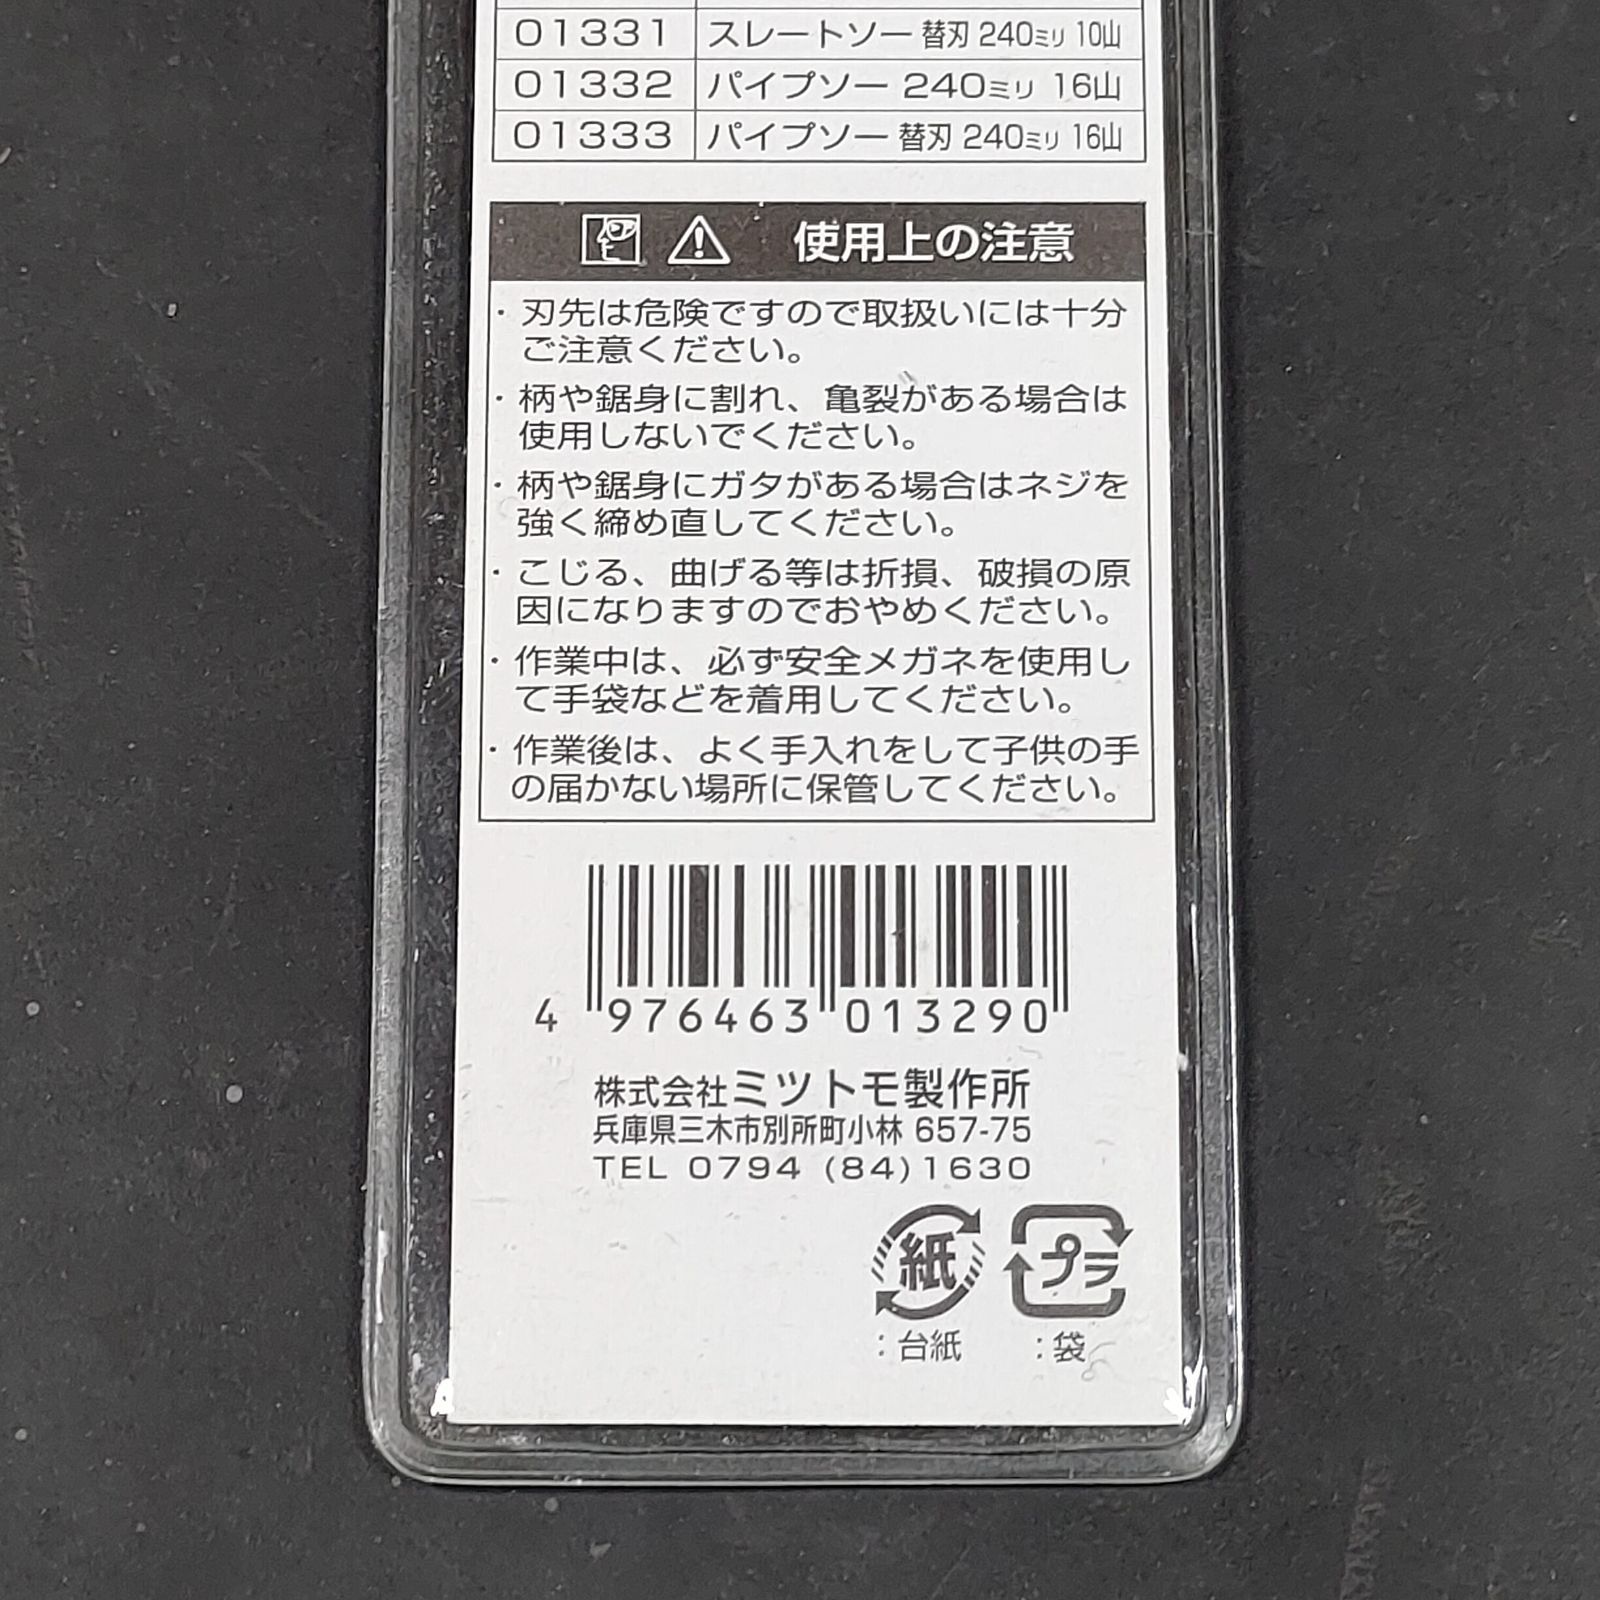 01331 スレートソー 替刃 240ミリ 10山
01332 パイプソー 240ミリ 16山
01333 パイプソー 替刃 240ミリ 16山
使用上の注意
・刃先は危険ですので取扱いには十分
ご注意ください。
・柄や鋸身に割れ、亀裂がある場合は
使用しないでください。
・柄や鋸身にガタがある場合はネジを
強く締め直してください。
・こじる、曲げる等は折損、破損の原
因になりますのでおやめください。
・作業中は、必ず安全メガネを使用し
て手袋などを着用してください。
・作業後は、よく手入れをして子供の手
の届かない場所に保管してください。
4 976463 013290
株式会社ミツトモ製作所
兵庫県三木市別所町小林 657-75
TEL 0794 (84) 1630
紙 プラ
：台紙 ：袋